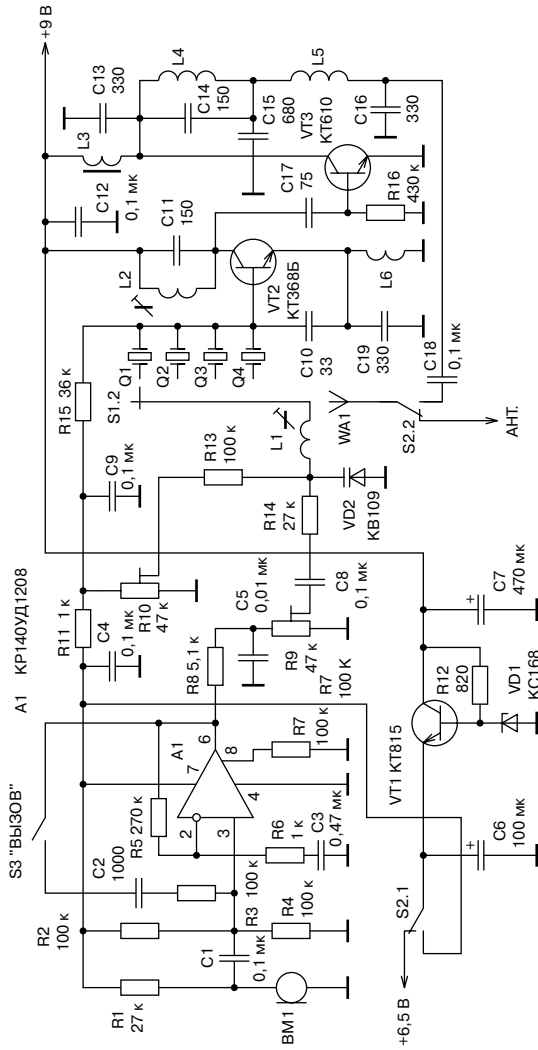 A1 КР140УД1208
S3 "ВЫЗОВ"
R1
27 к
R2
100 к
C2
1000
R5 270 к
R3
100 к
R4
100 к
C1
0,1 мк
BM1
R6
1 к
C3
0,47 мк
2
3
7
6
8
4
A1
R7
100 к
R7
100 К
R8 5,1 к
R11 1 к
C4
0,1 мк
R10
47 к
C5
0,01 мк
R9
47 к
C8
0,1 мк
C9
0,1 мк
R15 36 к
R13
100 к
R14
27 к
L1
VD2
КВ109
S1.2
Q1
Q2
Q3
Q4
WA1
S2.2
АНТ.
C18
0,1 мк
C10
33
C19
330
L6
VT2
КТ368Б
L2
C11
150
C12
0,1 мк
L3
C13
330
L4
C14
150
C15
680
L5
C16
330
VT3
КТ610
C17
75
R16
430 к
+9 В
+6,5 В
S2.1
C6
100 мк
+
VT1 КТ815
R12
820
VD1
КС168
C7
470 мк
+